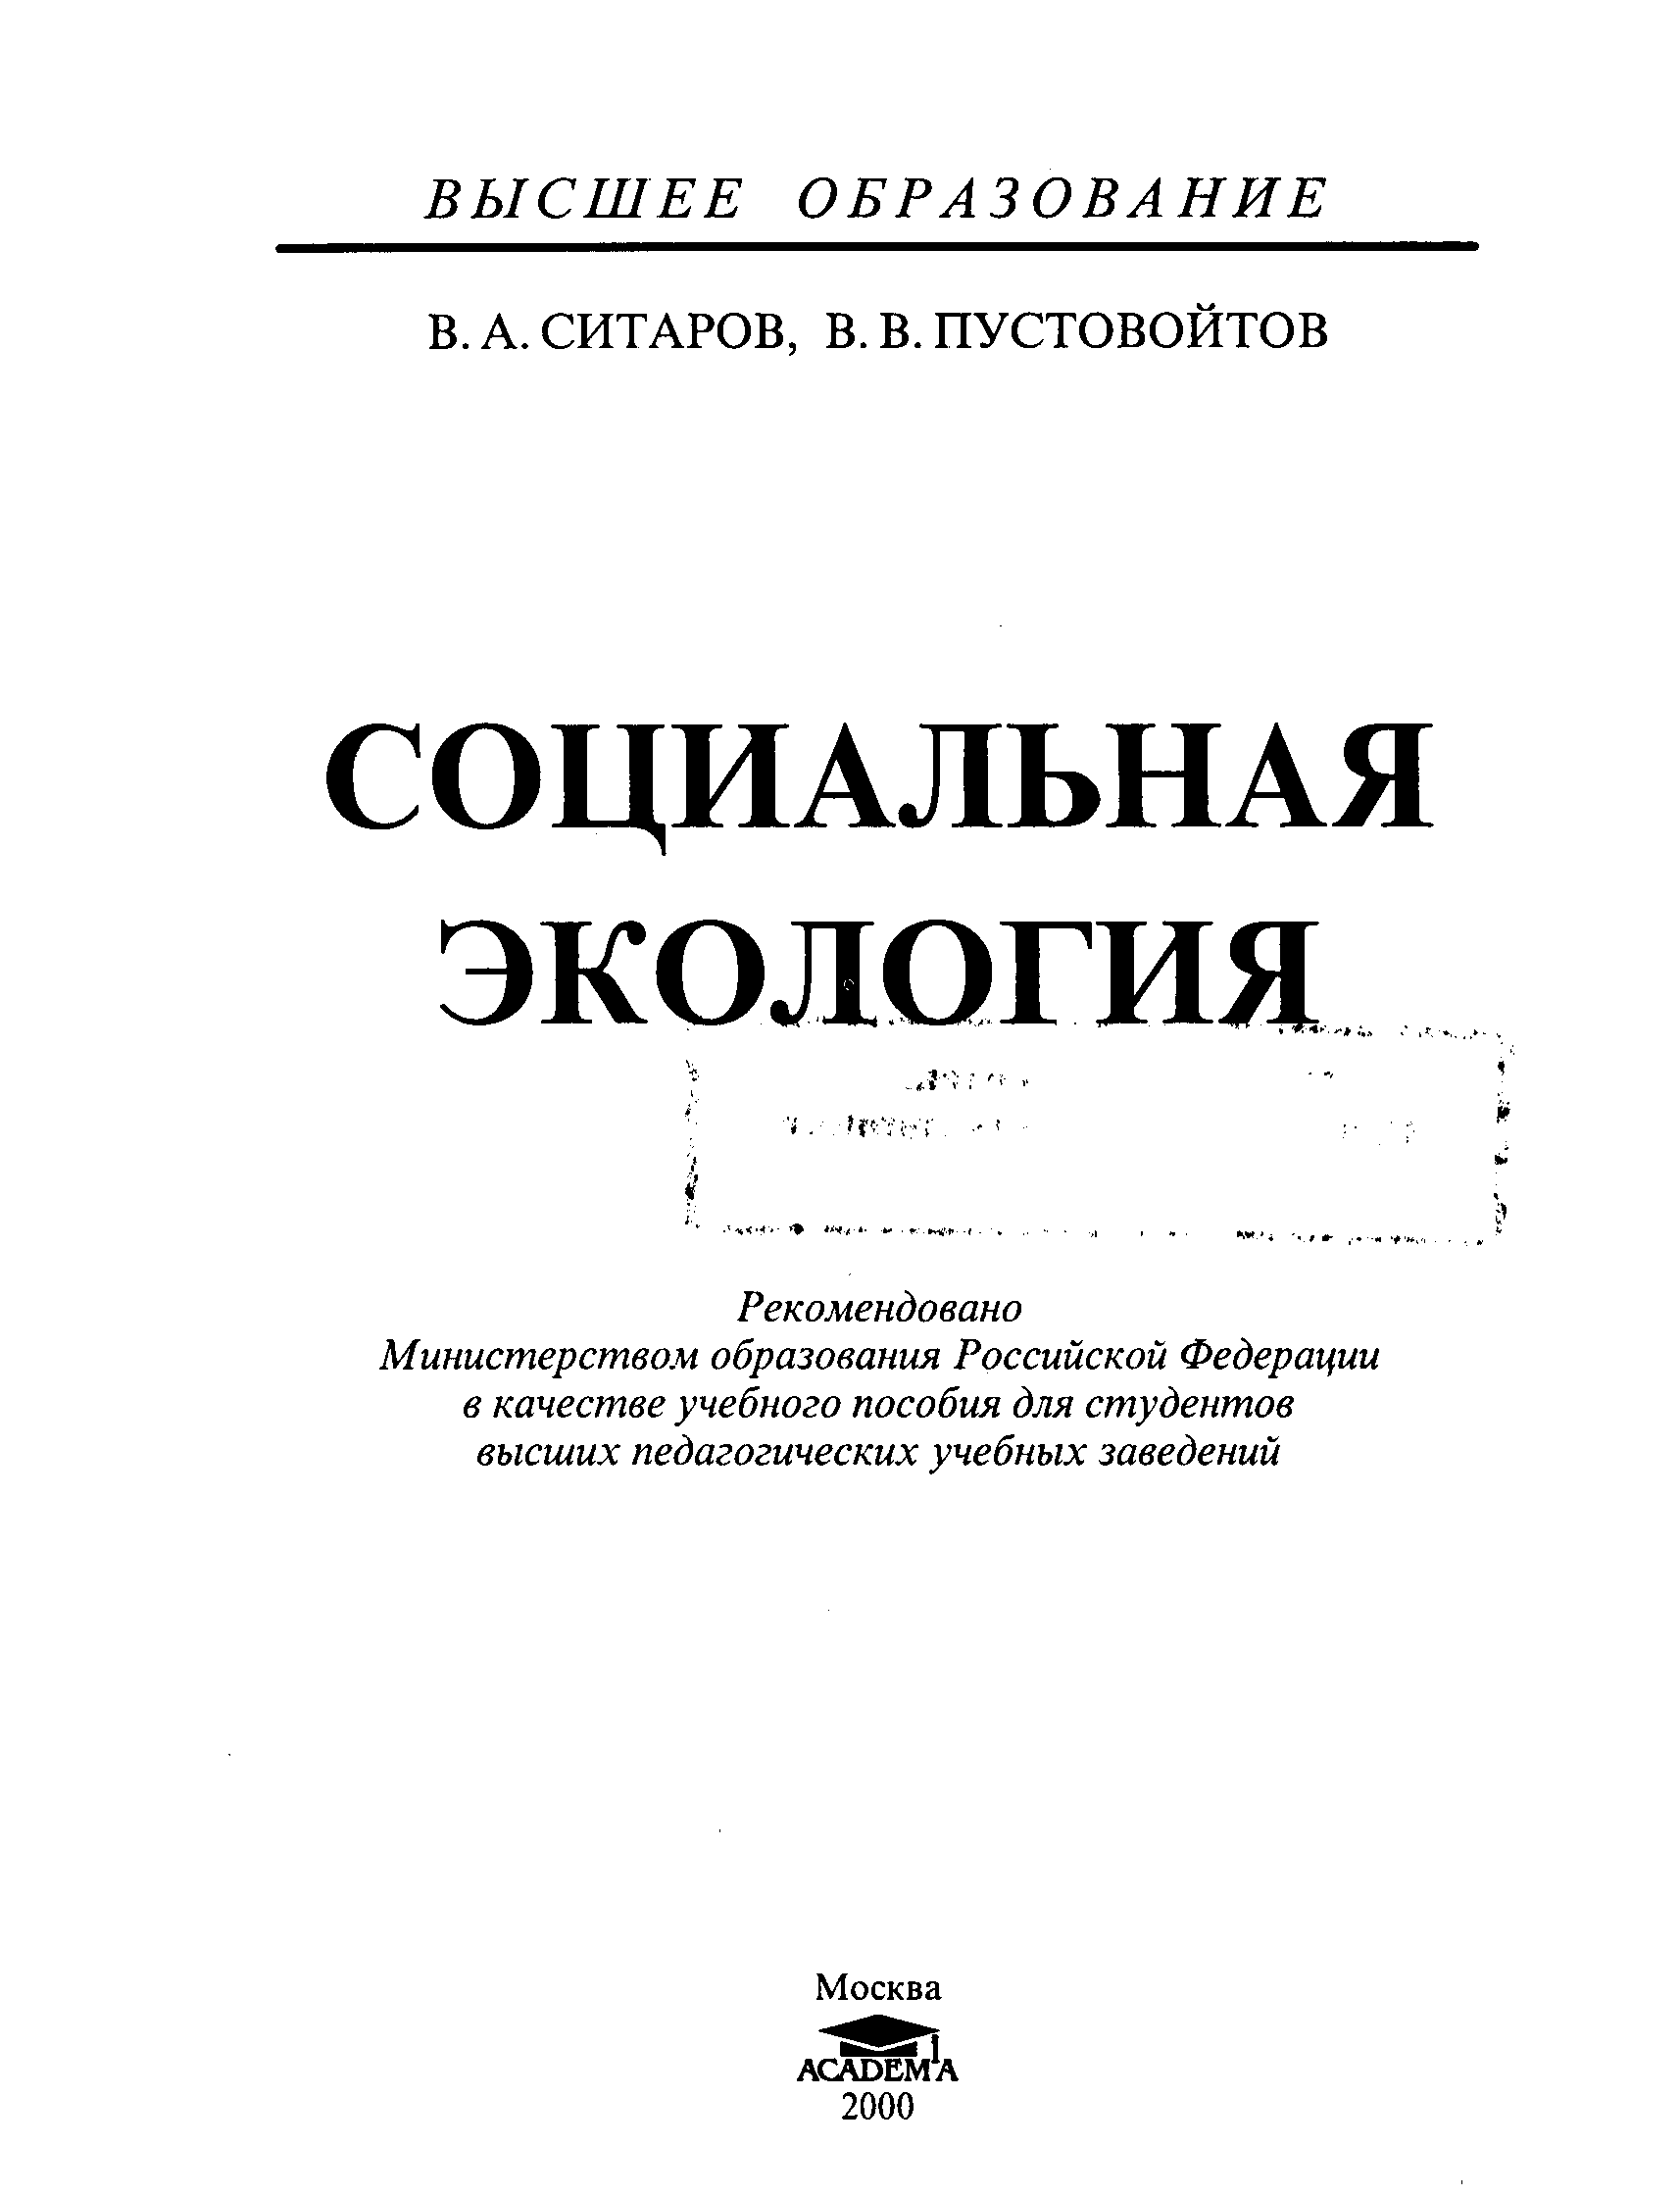 ВЫСШЕЕ ОБРАЗОВАНИЕ
В. А. СИТАРОВ, В. В. ПУСТОВОЙТОВ
СОЦИАЛЬНАЯ
ЭКОЛОГИЯ
Рекомендовано
Министерством образования Российской Федерации
в качестве учебного пособия для студентов
высших педагогических учебных заведений
Москва
ACADEMIA
2000